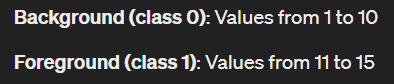 Background (class 0): Values from 1 to 10
Foreground (class 1): Values from 11 to 15